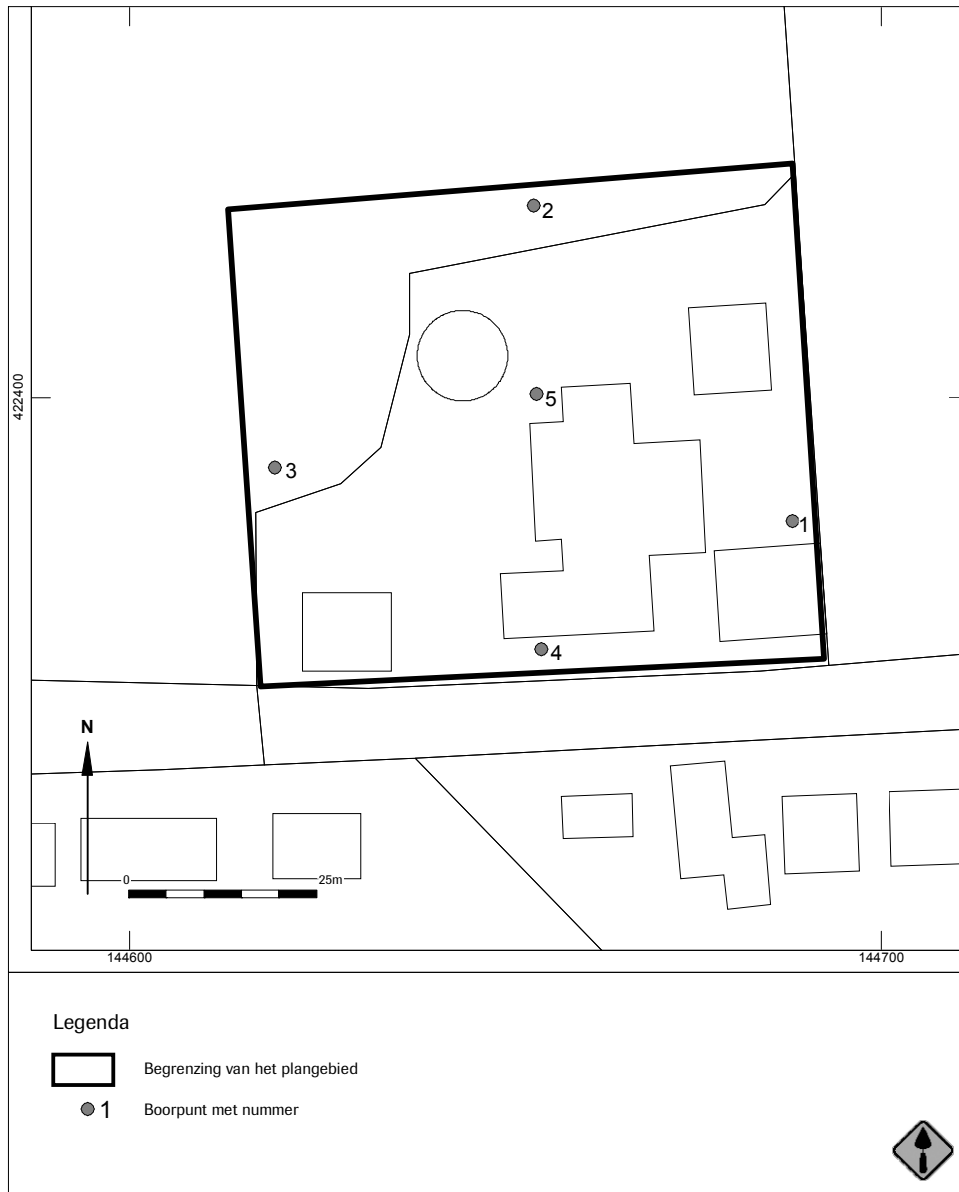 2
422400
5
3
1
4
N
0 25m
144600 144700
Legenda
Begrenzing van het plangebied
1 Boorpunt met nummer